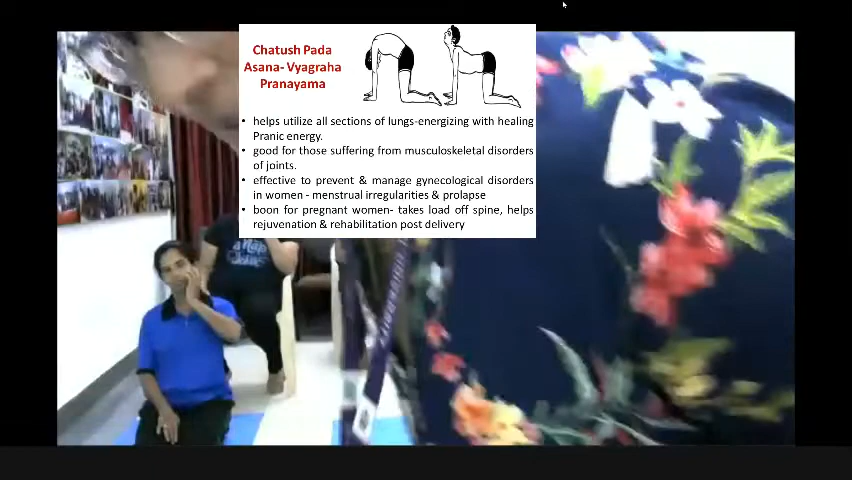 Chatush Pada
Asana- Vyagraha
Pranayama
• helps utilize all sections of lungs-energizing with healing
Pranic energy.
• good for those suffering from musculoskeletal disorders
of joints.
• effective to prevent & manage gynecological disorders
in women - menstrual irregularities & prolapse
• boon for pregnant women- takes load off spine, helps
rejuvenation & rehabilitation post delivery